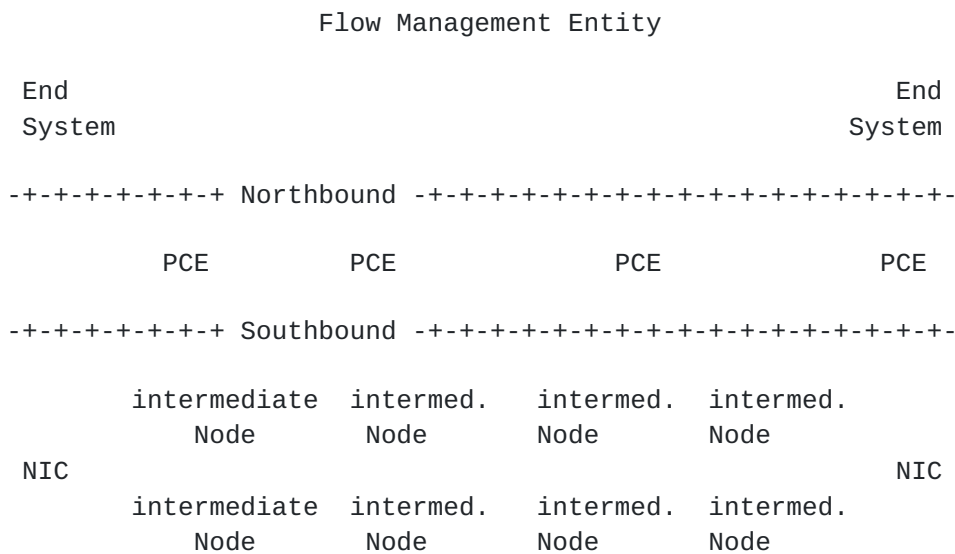 Flow Management Entity
End End
System System
-+-+-+-+-+-+-+ Northbound -+-+-+-+-+-+-+-+-+-+-+-+-+-+-+-+-+-
PCE PCE PCE PCE
-+-+-+-+-+-+-+ Southbound -+-+-+-+-+-+-+-+-+-+-+-+-+-+-+-+-+-
intermediate intermed. intermed. intermed.
Node Node Node Node
NIC NIC
intermediate intermed. intermed. intermed.
Node Node Node Node